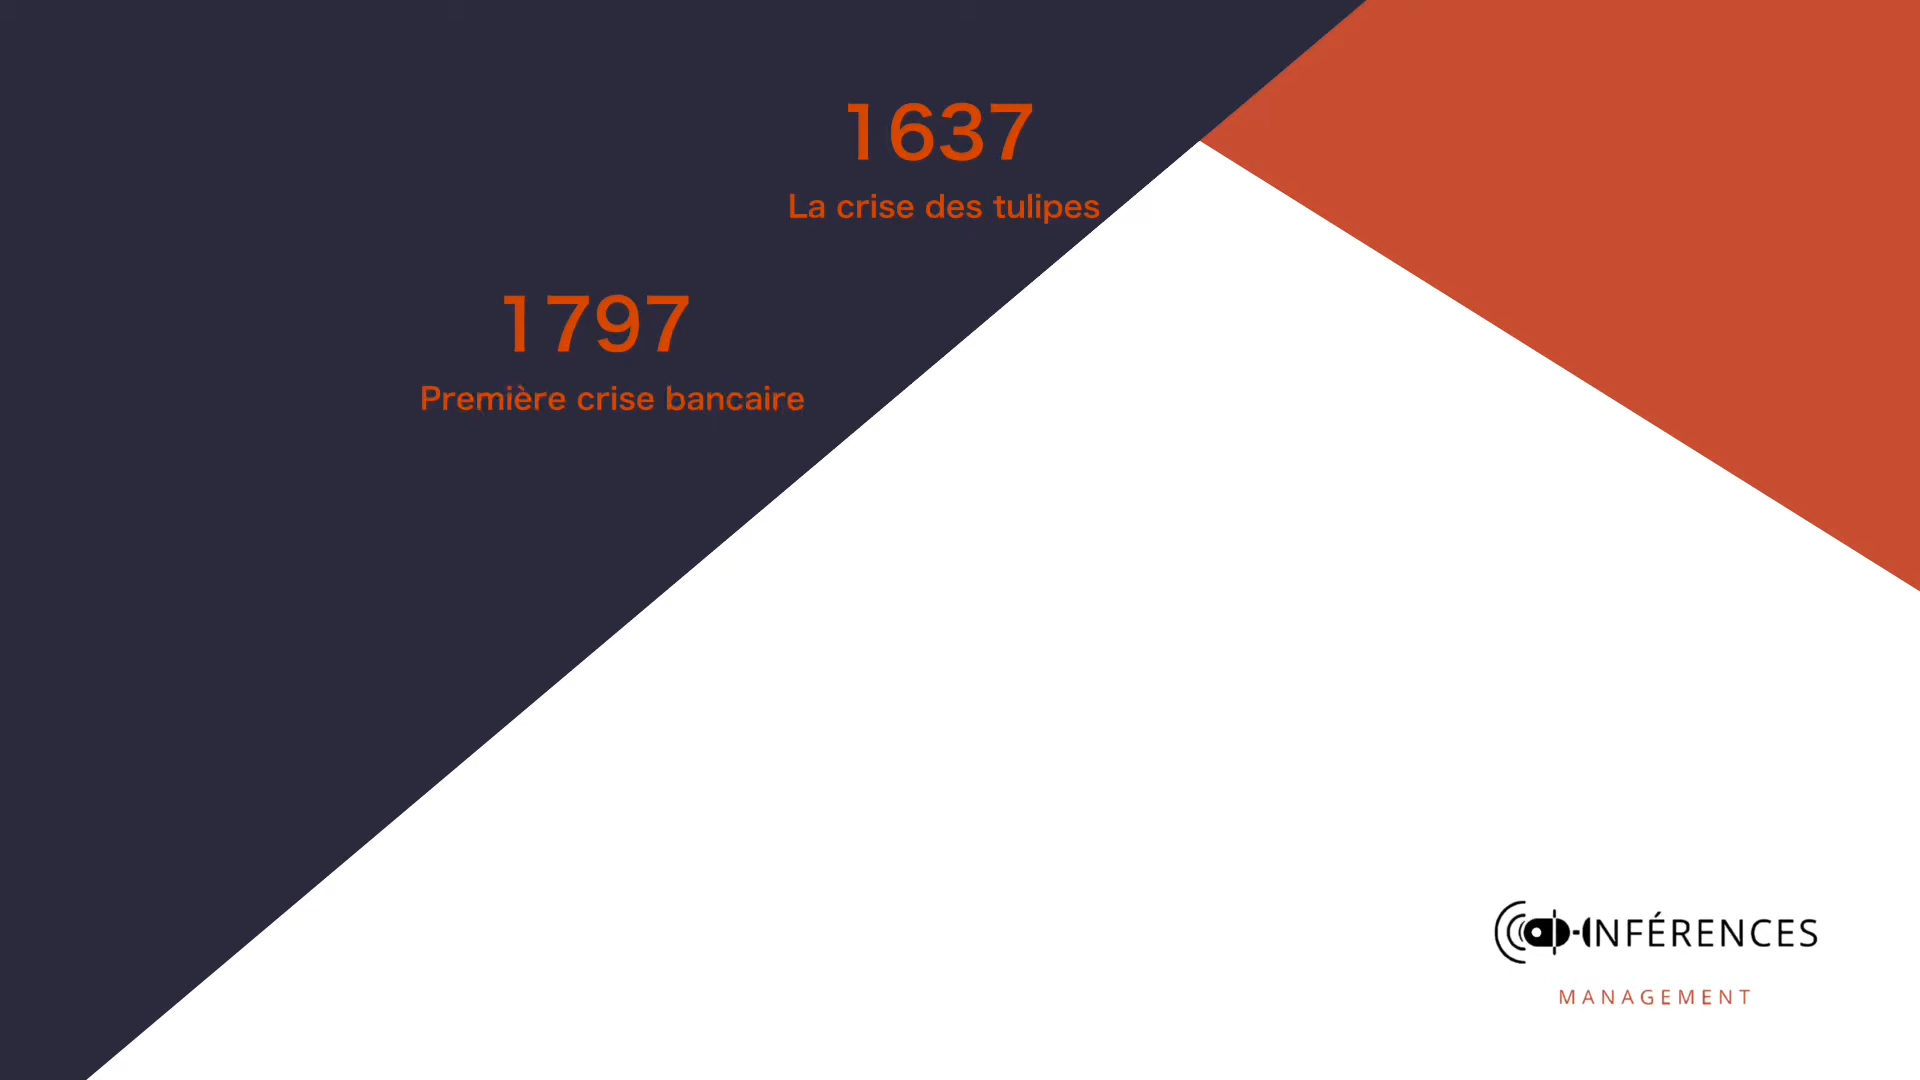 1637
La crise des tulipes
1797
Première crise bancaire
INFÉRENCES
MANAGEMENT